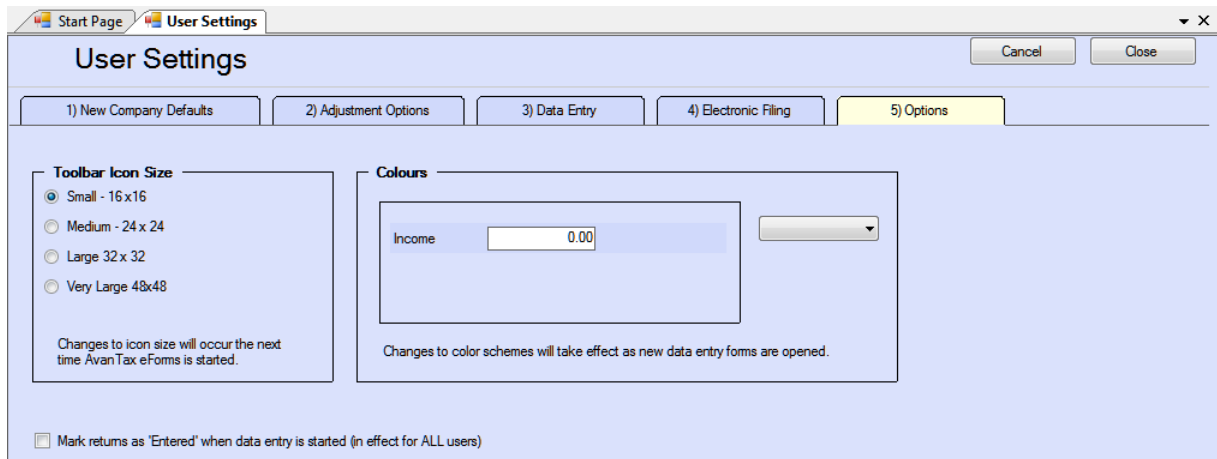 Start Page
User Settings
User Settings
Cancel
Close
1) New Company Defaults
2) Adjustment Options
3) Data Entry
4) Electronic Filing
5) Options
Toolbar Icon Size
Small - 16x16
Medium - 24 x 24
Large 32 x 32
Very Large 48x48
Changes to icon size will occur the next
time AvanTax eForms is started.
Colours
Income
0.00
Changes to color schemes will take effect as new data entry forms are opened.
Mark returns as 'Entered' when data entry is started (in effect for ALL users)